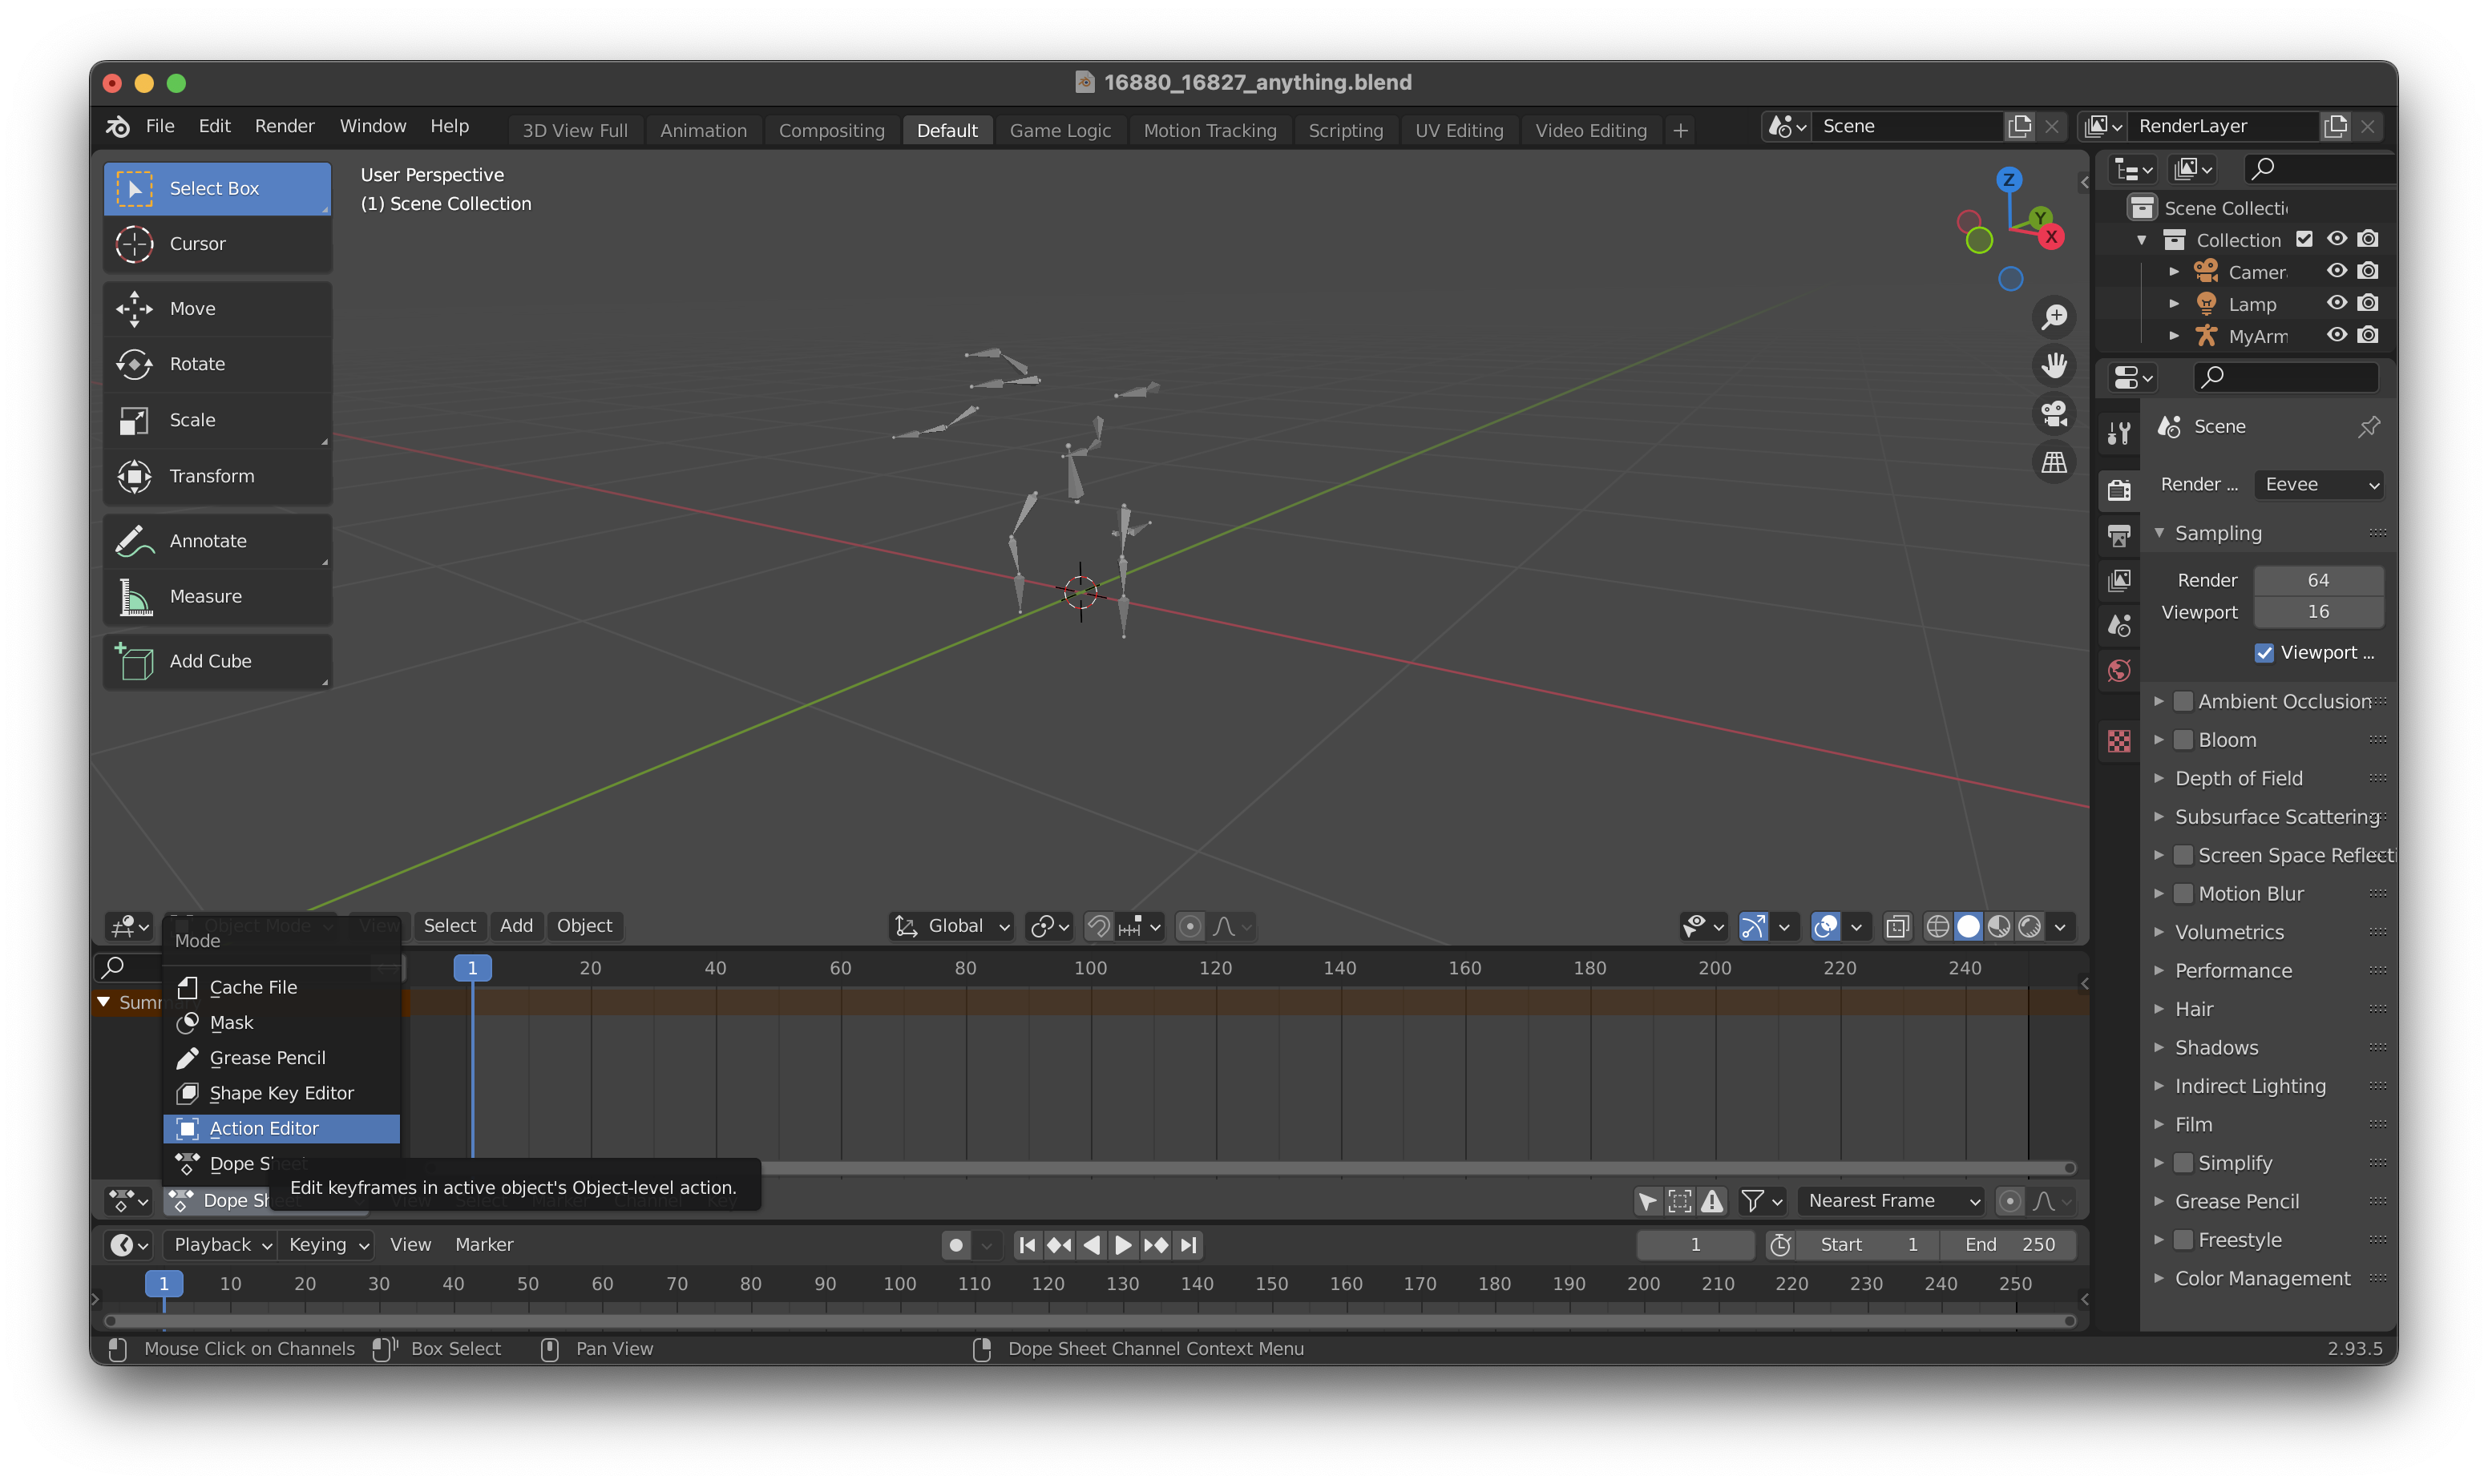 16880_16827_anything.blend
File Edit Render Window Help 3D View Full Animation Compositing Default Game Logic Motion Tracking Scripting UV Editing Video Editing + Scene RenderLayer
Select Box
Cursor
Move
Rotate
Scale
Transform
Annotate
Measure
Add Cube
User Perspective
(1) Scene Collection
Z
Y
X
Scene Collecti
Collection
Camer
Lamp
MyArm
Scene
Render ... Eevee
Sampling
Render 64
Viewport 16
Viewport ...
Ambient Occlusion
Bloom
Depth of Field
Subsurface Scattering
Screen Space Reflecti
Motion Blur
Volumetrics
Performance
Hair
Shadows
Indirect Lighting
Film
Simplify
Grease Pencil
Freestyle
Color Management
Object Mode View Select Add Object Global
Mode
Cache File
Mask
Grease Pencil
Shape Key Editor
Action Editor
Dope Sheet
Edit keyframes in active object's Object-level action.
1 20 40 60 80 100 120 140 160 180 200 220 240
Summ
Dope Sh View Select Marker Channel Key Nearest Frame
Playback Keying View Marker 1 Start 1 End 250
1 10 20 30 40 50 60 70 80 90 100 110 120 130 140 150 160 170 180 190 200 210 220 230 240 250
Mouse Click on Channels Box Select Pan View Dope Sheet Channel Context Menu 2.93.5